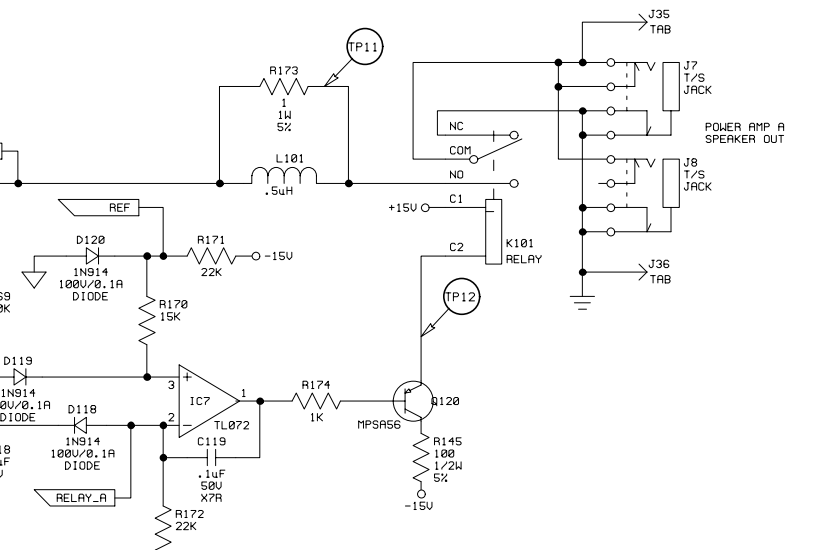 J35
TAB
TP11
R173
1
1W
5%
J7
T/S
JACK
POWER AMP A
SPEAKER OUT
NC
COM
NO
L101
.5uH
J8
T/S
JACK
REF
+15V
C1
C2
K101
RELAY
D120
1N914
100V/0.1A
DIODE
R171
22K
-15V
J36
TAB
R170
15K
TP12
D119
1N914
DIODE
3
+
IC7
1
TL072
2
-
R174
1K
Q120
MPSA56
D118
1N914
100V/0.1A
DIODE
C119
.1uF
50V
X7R
R145
100
1/2W
5%
-15V
RELAY_A
R172
22K